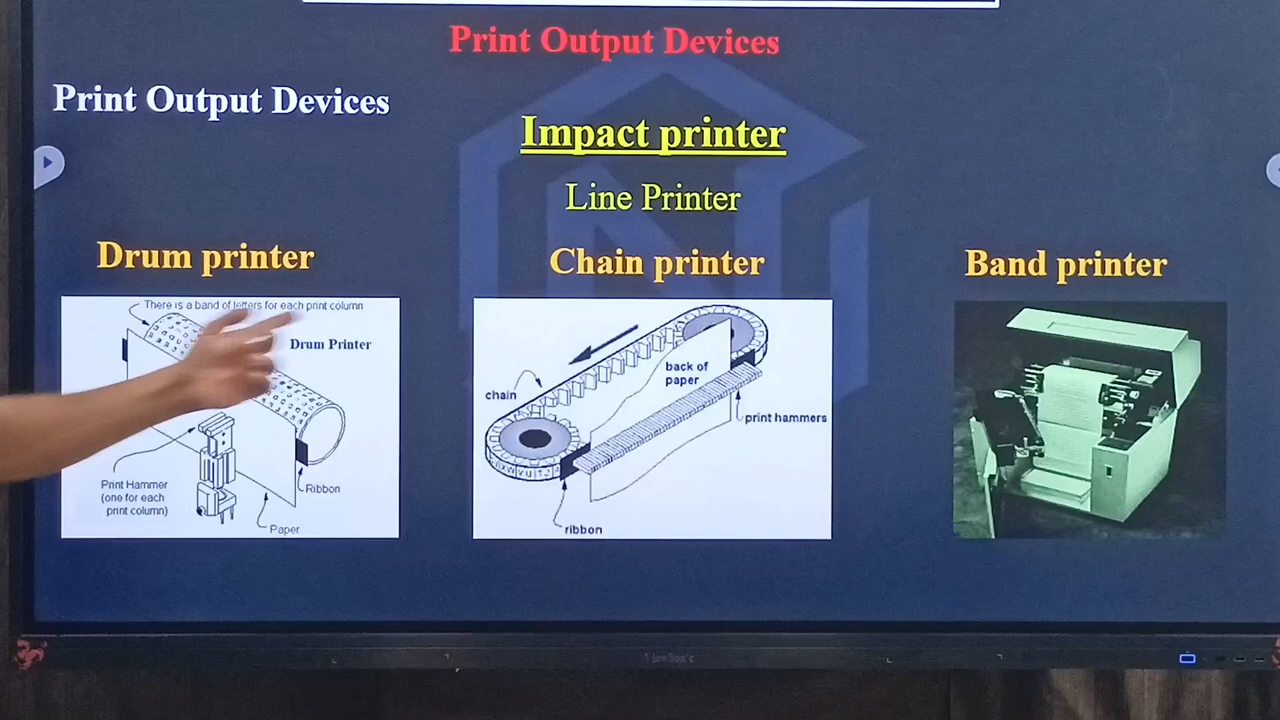 Print Output Devices
Print Output Devices
Impact printer
Line Printer
Drum printer
Chain printer
Band printer
There is a band of letters for each print column
Drum Printer
Print Hammer
(one for each
print column)
Ribbon
Paper
chain
back of
paper
print hammers
ribbon